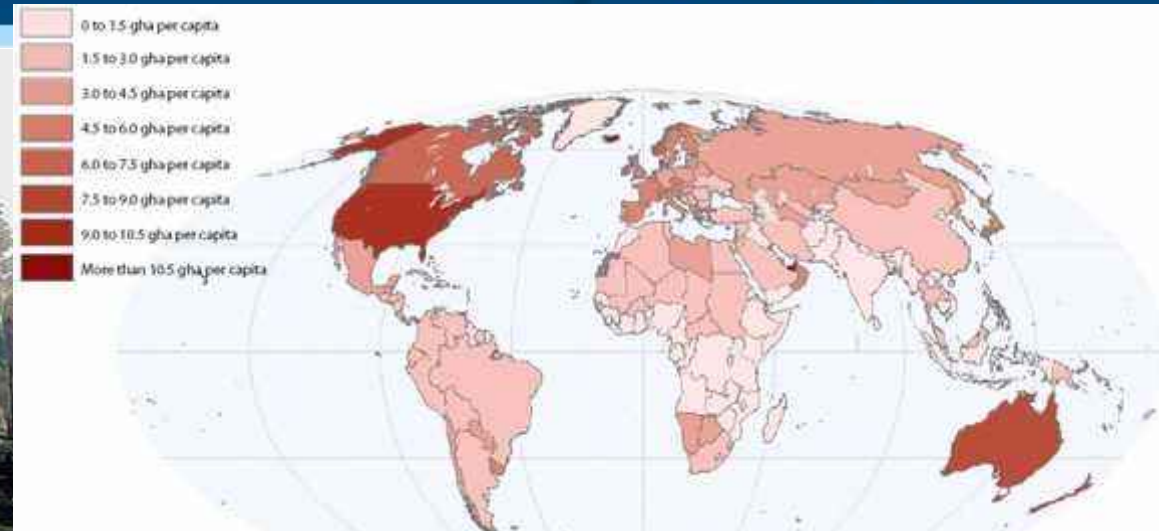 0 to 1.5 gha per capita
1.5 to 3.0 gha per capita
3.0 to 4.5 gha per capita
4.5 to 6.0 gha per capita
6.0 to 7.5 gha per capita
7.5 to 9.0 gha per capita
9.0 to 10.5 gha per capita
More than 10.5 gha per capita